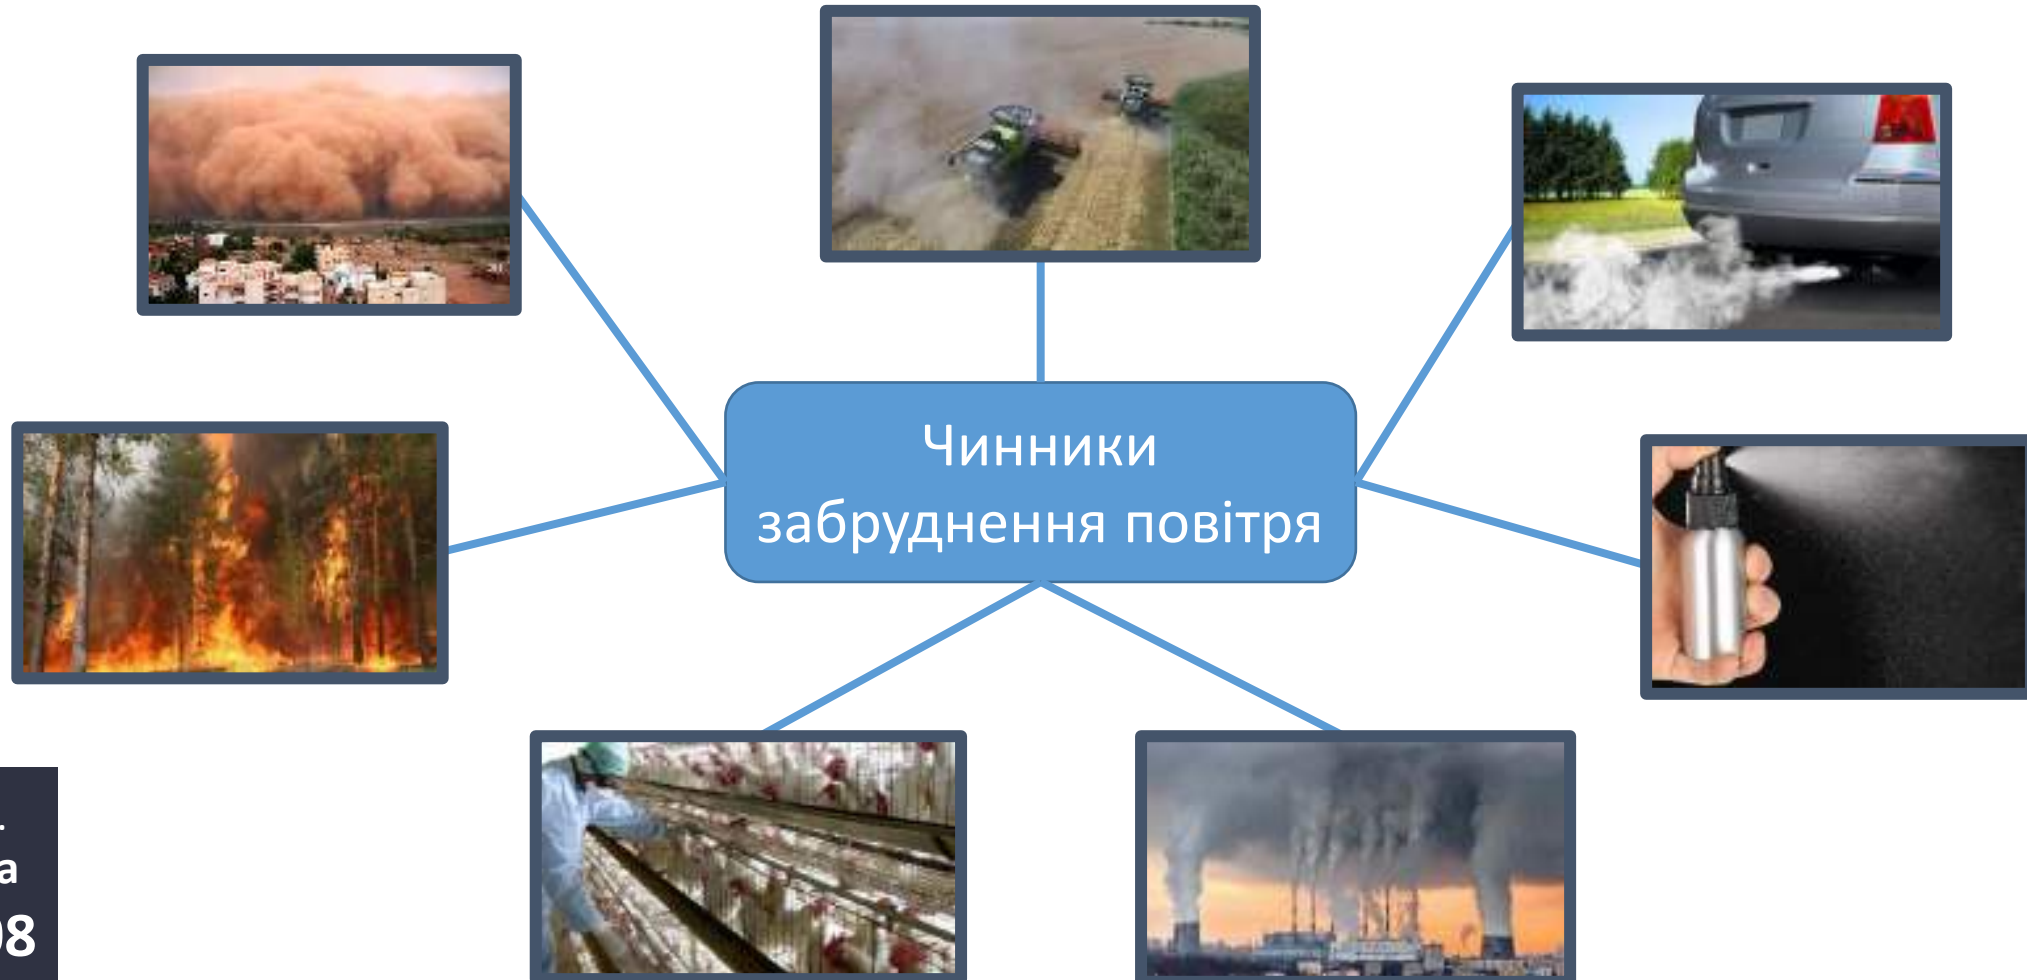 Чинники
забруднення повітря